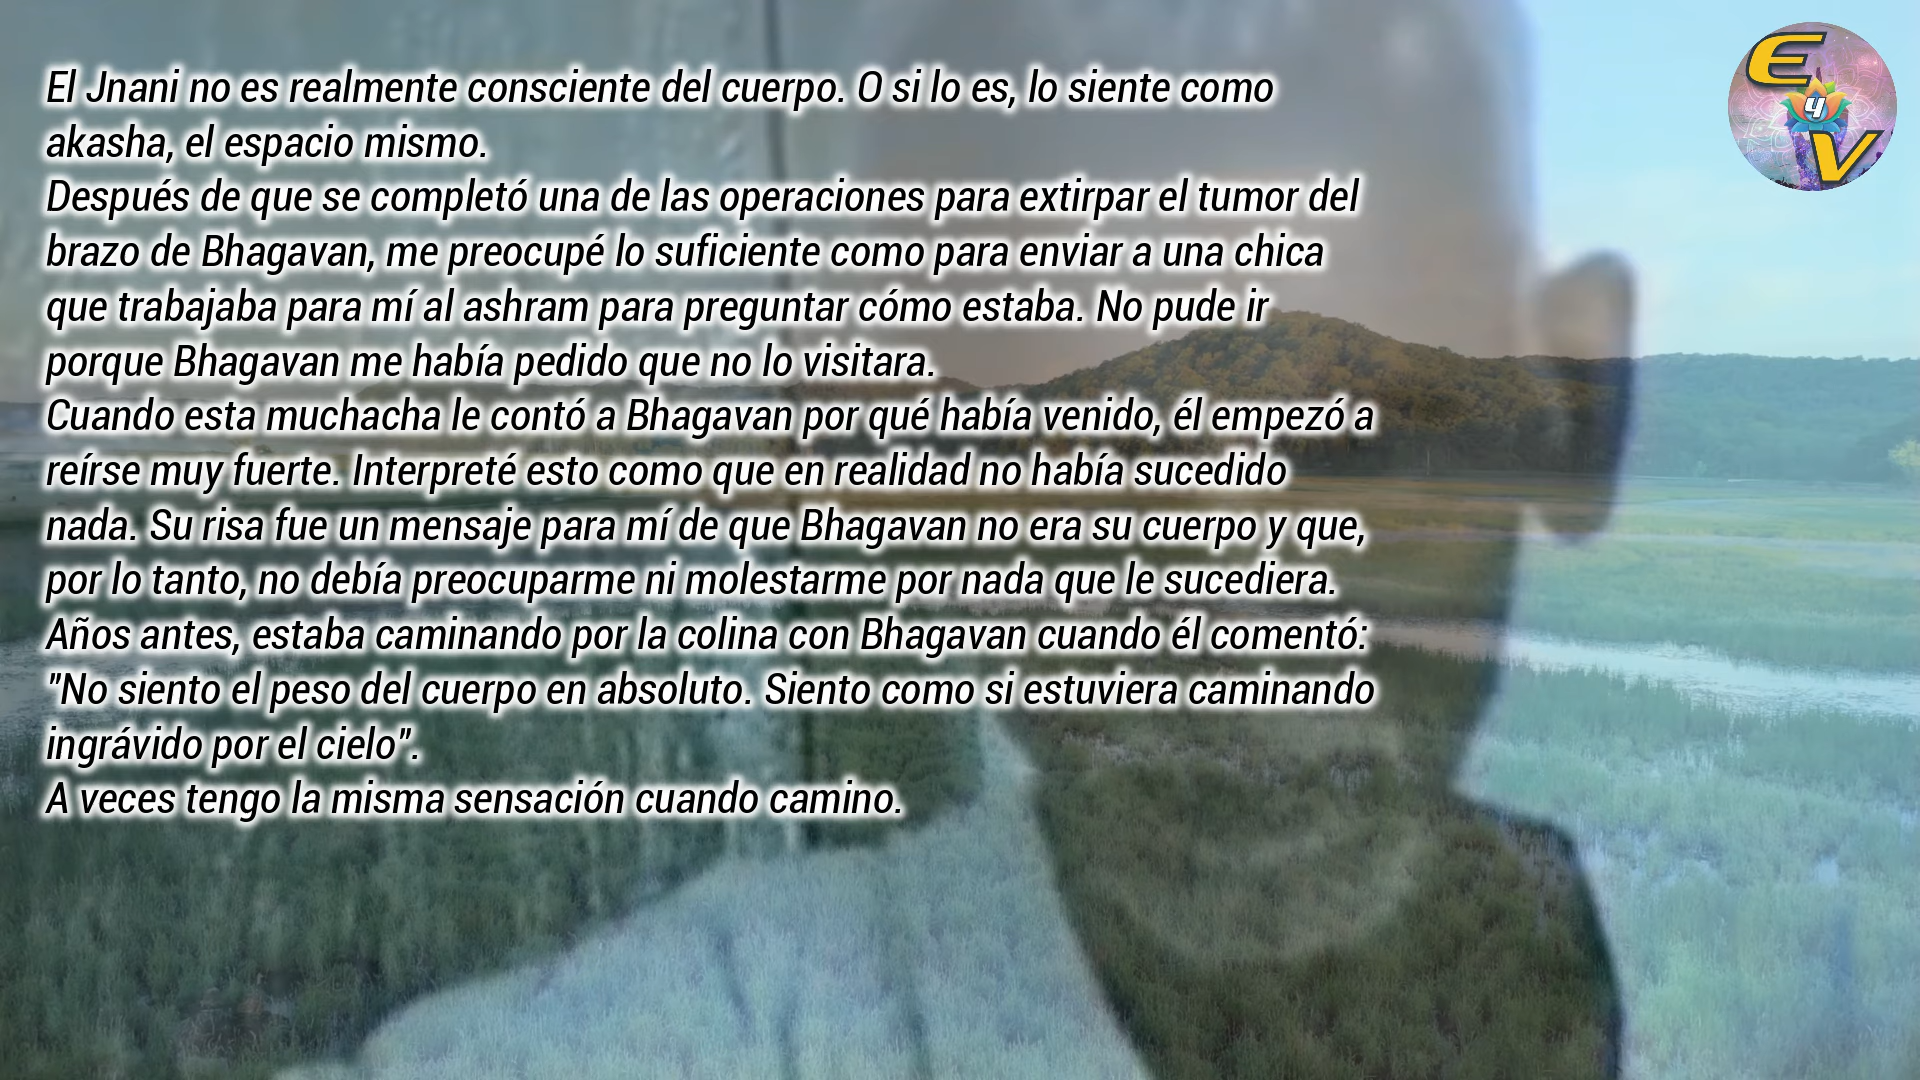 El Jnani no es realmente consciente del cuerpo. O si lo es, lo siente como
akasha, el espacio mismo.
Después de que se completó una de las operaciones para extirpar el tumor del
brazo de Bhagavan, me preocupé lo suficiente como para enviar a una chica
que trabajaba para mí al ashram para preguntar cómo estaba. No pude ir
porque Bhagavan me había pedido que no lo visitara.
Cuando esta muchacha le contó a Bhagavan por qué había venido, él empezó a
reírse muy fuerte. Interpreté esto como que en realidad no había sucedido
nada. Su risa fue un mensaje para mí de que Bhagavan no era su cuerpo y que,
por lo tanto, no debía preocuparme ni molestarme por nada que le sucediera.
Años antes, estaba caminando por la colina con Bhagavan cuando él comentó:
"No siento el peso del cuerpo en absoluto. Siento como si estuviera caminando
ingrávido por el cielo".
A veces tengo la misma sensación cuando camino.
E
4
V